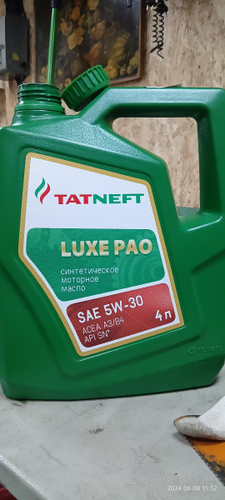 TATNEFT
LUXE PAO
синтетическое
моторное
масло
SAE 5W-30
ACEA A3/B4
API SN*
4 л
2024-06-08 15:52